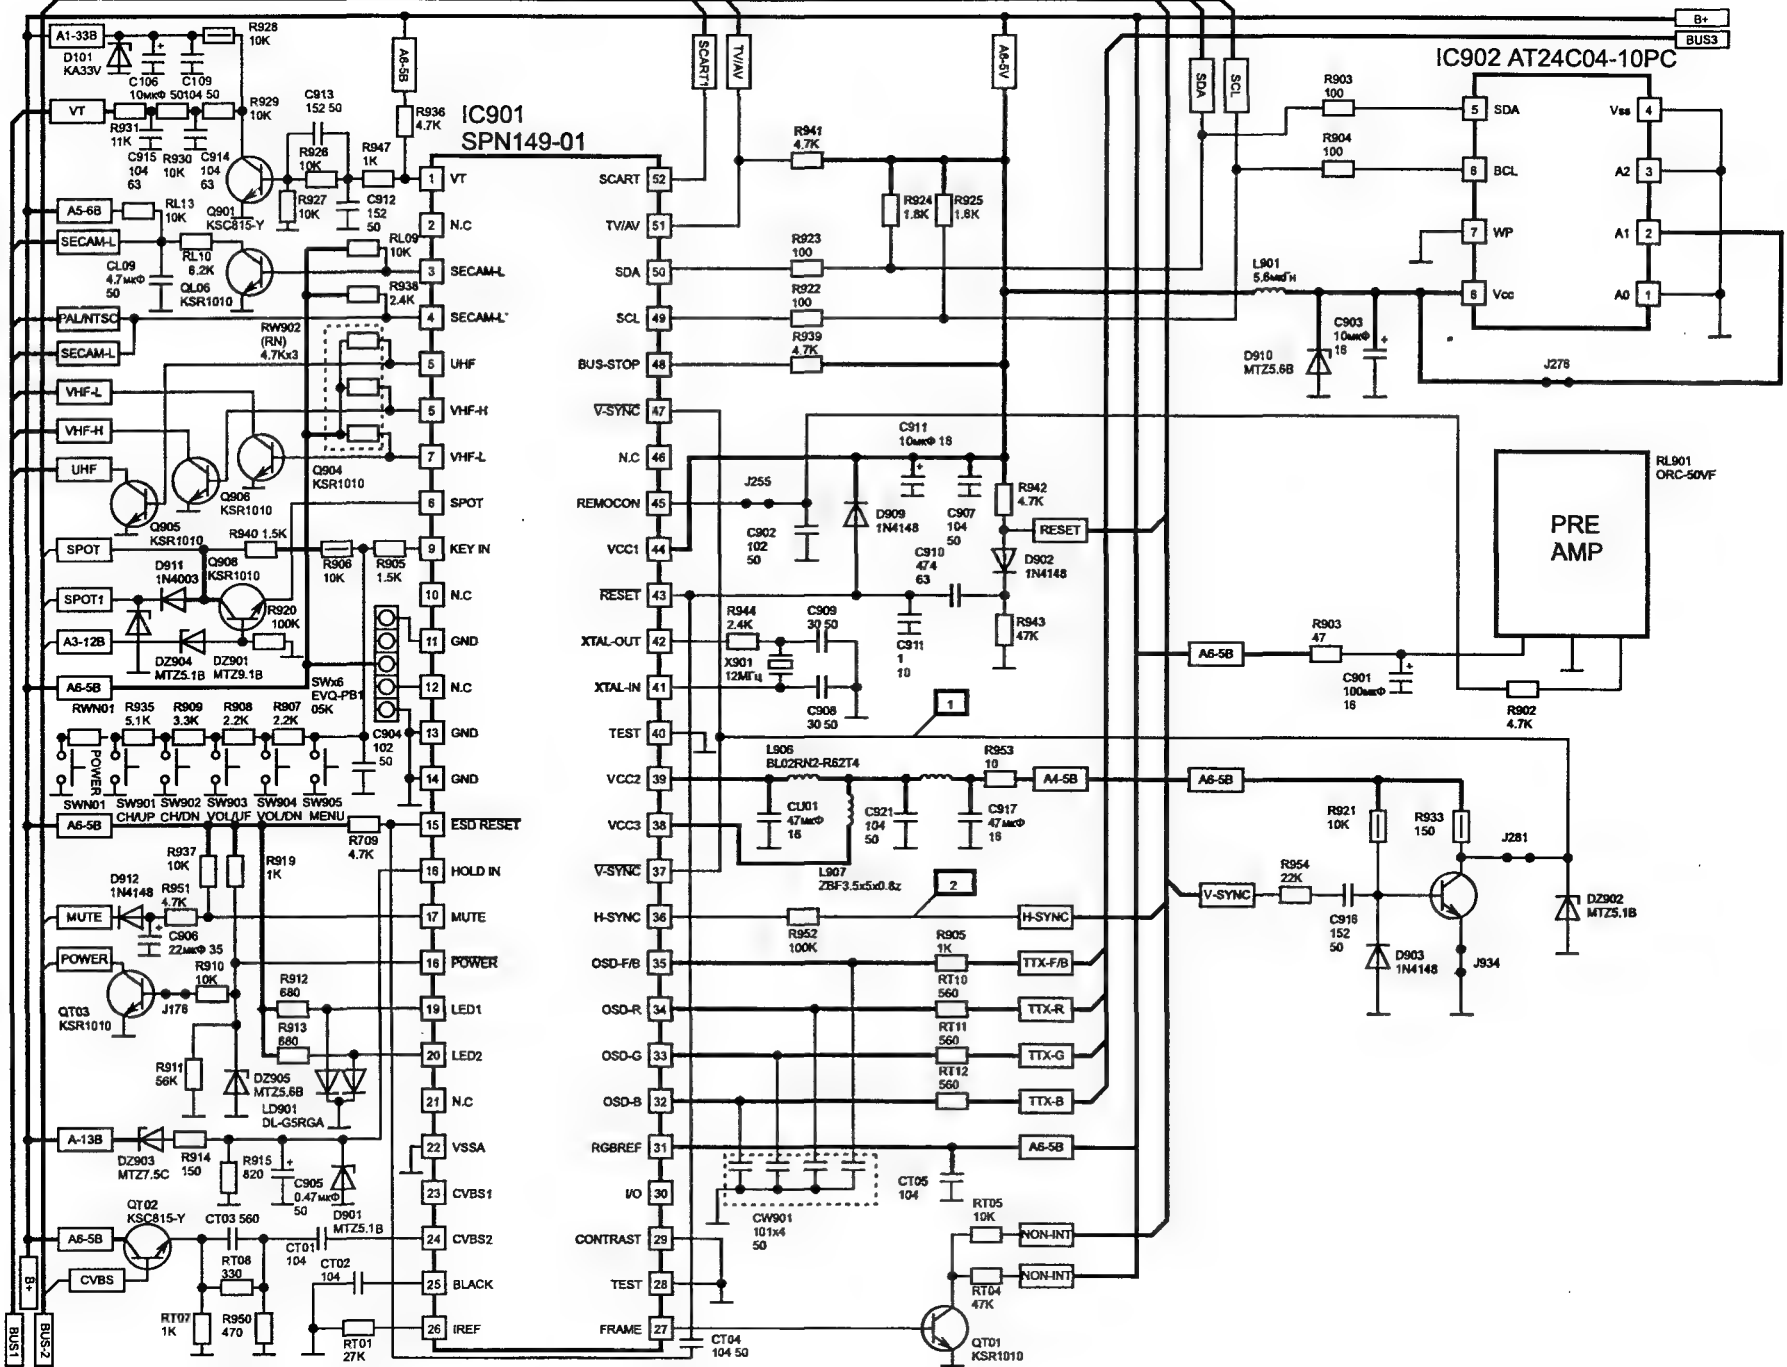 A1-33B
D101
KA33V
C106
10мкФ 50
C109
104 50
R928
10K
R929
10K
VT
R931
11K
C915
104
63
R930
10K
C914
104
63
Q901
KSC815-Y
C913
152 50
R926
10K
R947
1K
R927
10K
C912
152
50
A6-5B
R936
4.7K
IC901
SPN149-01
SCART1
TV/AV
A6-5V
SDA
SCL
B+
BUS3
IC902 AT24C04-10PC
R903
100
R904
100
5 SDA
6 BCL
7 WP
8 Vcc
Vss 4
A2 3
A1 2
A0 1
R941
4.7K
R924
1.8K
R925
1.8K
R923
100
R922
100
R939
4.7K
L901
5,6мкГн
D910
MTZ5.6B
C903
10мкФ
16
J276
A5-6B
RL13
10K
SECAM-L
RL10
8.2K
CL09
4.7мкФ
50
QL06
KSR1010
RL09
10K
R938
2.4K
PAL/NTSC
SECAM-L
RW902
(RN)
4.7Kx3
VHF-L
VHF-H
UHF
Q904
KSR1010
Q906
KSR1010
Q905
KSR1010
SPOT
R940 1.5K
R906
10K
R905
1.5K
D911
1N4003
Q908
KSR1010
SPOT1
R920
100K
A3-12B
DZ904
MTZ5.1B
DZ901
MTZ9.1B
A6-5B
SWx6
EVQ-PB1
05K
RWN01
R935
5.1K
R909
3.3K
R908
2.2K
R907
2.2K
C904
102
50
POWER
SWN01
SW901
CH/UP
SW902
CH/DN
SW903
VOL/UF
SW904
VOL/DN
SW905
MENU
A6-5B
R709
4.7K
R937
10K
R919
1K
D912
1N4148
R951
4.7K
MUTE
C906
22мкФ 35
POWER
R910
10K
QT03
KSR1010
J176
R912
680
R913
680
R911
56K
DZ905
MTZ5.6B
LD901
DL-G5RGA
A-13B
DZ903
MTZ7.5C
R914
150
R915
820
C905
0.47мкФ
50
D901
MTZ5.1B
QT02
KSC815-Y
A6-5B
CVBS
CT03 560
RT08
330
CT01
104
CT02
104
RT07
1K
R950
470
RT01
27K
B+
BUS1
BUS-2
1 VT
2 N.C
3 SECAM-L
4 SECAM-L'
5 UHF
5 VHF-H
7 VHF-L
8 SPOT
9 KEY IN
10 N.C
11 GND
12 N.C
13 GND
14 GND
15 ESD RESET
16 HOLD IN
17 MUTE
18 POWER
19 LED1
20 LED2
21 N.C
22 VSSA
23 CVBS1
24 CVBS2
25 BLACK
26 IREF
SCART 52
TV/AV 51
SDA 50
SCL 49
BUS-STOP 48
V-SYNC 47
N.C 46
REMOCON 45
VCC1 44
RESET 43
XTAL-OUT 42
XTAL-IN 41
TEST 40
VCC2 39
VCC3 38
V-SYNC 37
H-SYNC 36
OSD-F/B 35
OSD-R 34
OSD-G 33
OSD-B 32
RGBREF 31
I/O 30
CONTRAST 29
TEST 28
FRAME 27
J255
C902
102
50
D909
1N4148
C911
10мкФ 16
C907
104
50
R942
4.7K
RESET
D902
1N4148
C910
474
63
R943
47K
C911
1
10
R944
2.4K
C909
30 50
X901
12МГц
C908
30 50
1
RL901
ORC-50VF
PRE
AMP
A6-5B
R903
47
C901
100мкФ
16
R902
4.7K
L906
BL02RN2-R62T4
R953
10
A4-5B
A6-5B
CU01
47мкФ
16
C921
104
50
C917
47мкФ
16
L907
ZBF3.5x5x0.8z
2
R952
100K
H-SYNC
R905
1K
TTX-F/B
RT10
560
TTX-R
RT11
560
TTX-G
RT12
560
TTX-B
A6-5B
CT05
104
CW901
101x4
50
R921
10K
R933
150
J281
V-SYNC
R954
22K
C916
152
50
D903
1N4148
J934
DZ902
MTZ5.1B
RT05
10K
NON-INT
RT04
47K
NON-INT
QT01
KSR1010
CT04
104 50